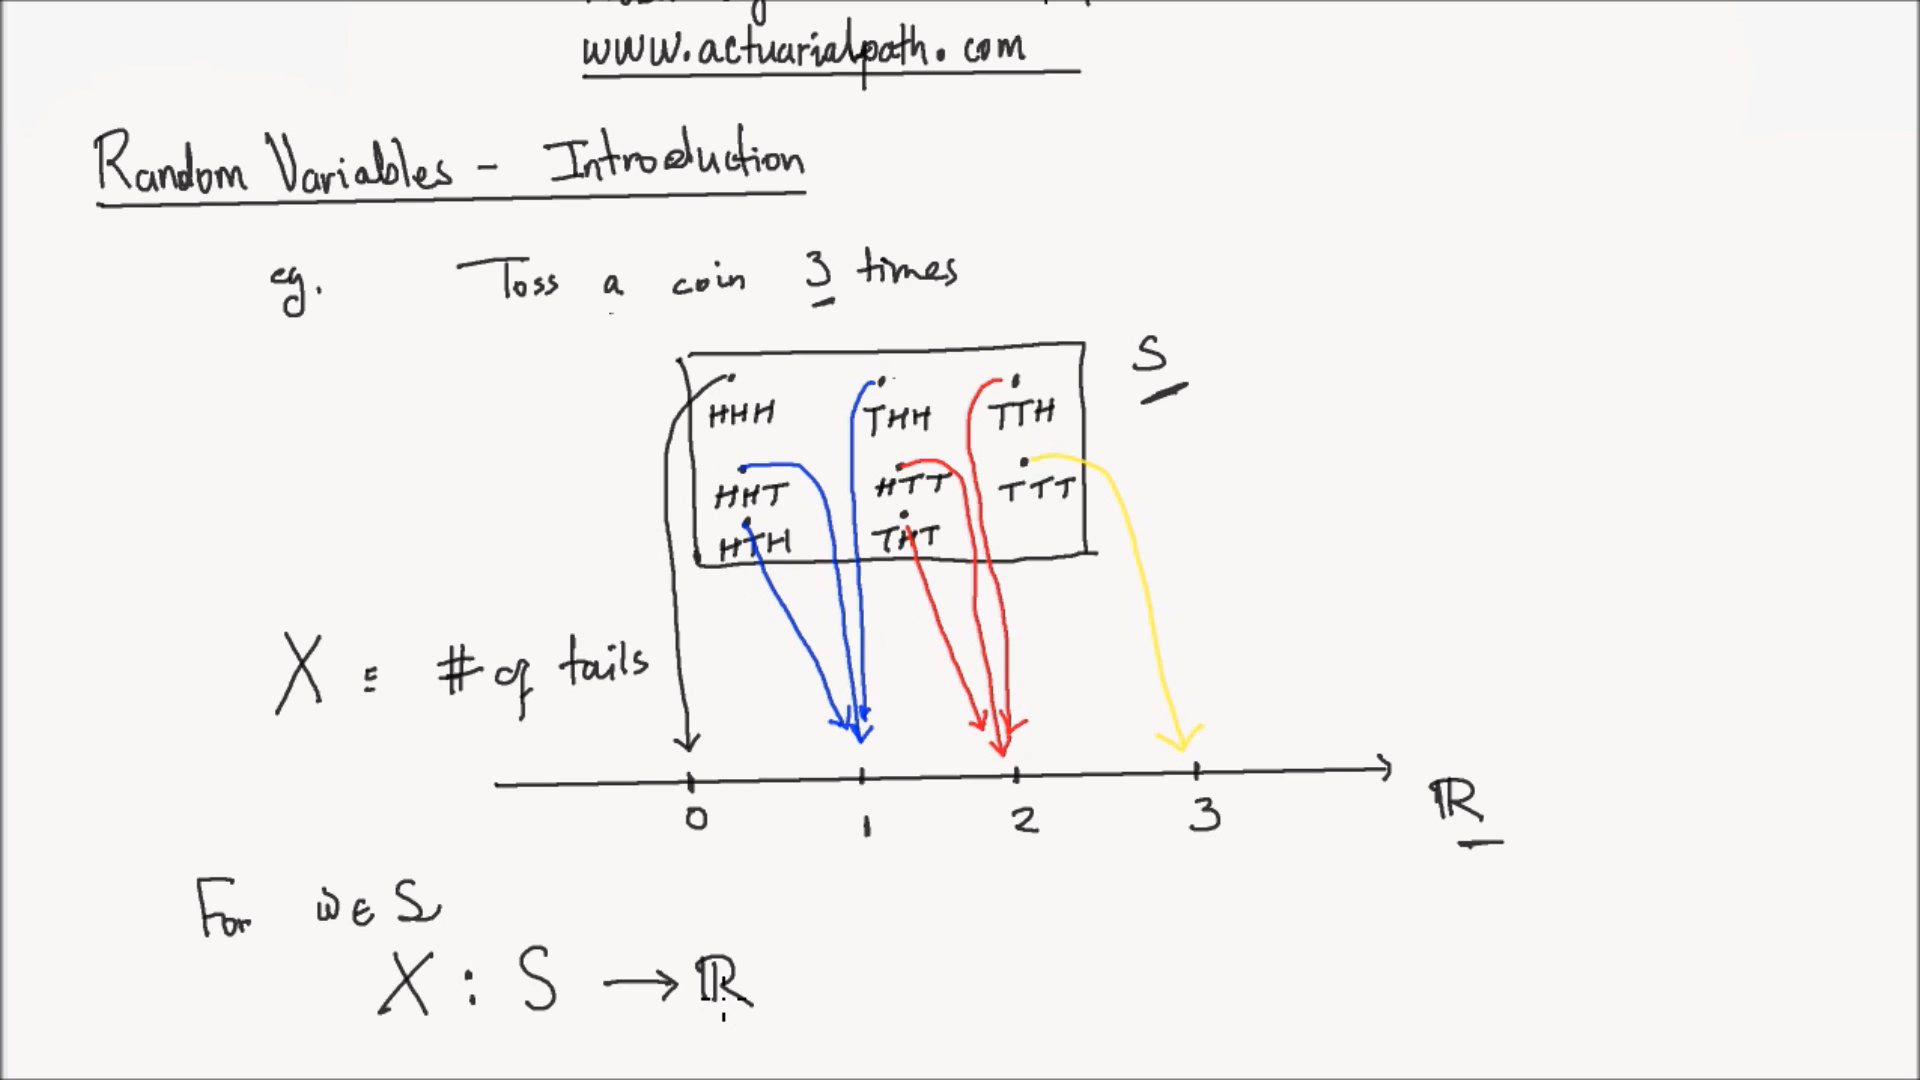 www.actuarialpath.com
Random Variables - Introduction
eg. Toss a coin 3 times
S
HHH THH TTH
HHT HTT TTT
HTH THT
X = # of tails
0 1 2 3
ℝ
For ω ∈ S
X : S → ℝ